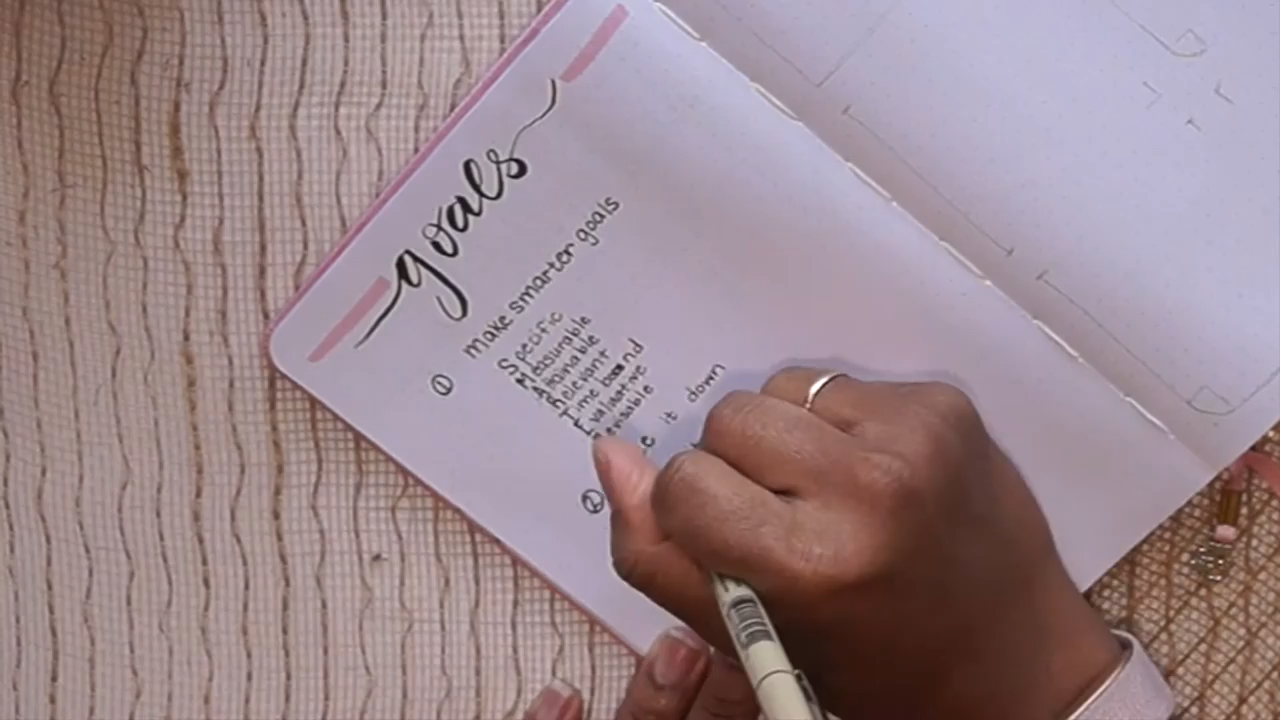 goals
① make smarter goals
Specific
Measurable
Attainable
Relevant
Time bound
Evaluative
② it down